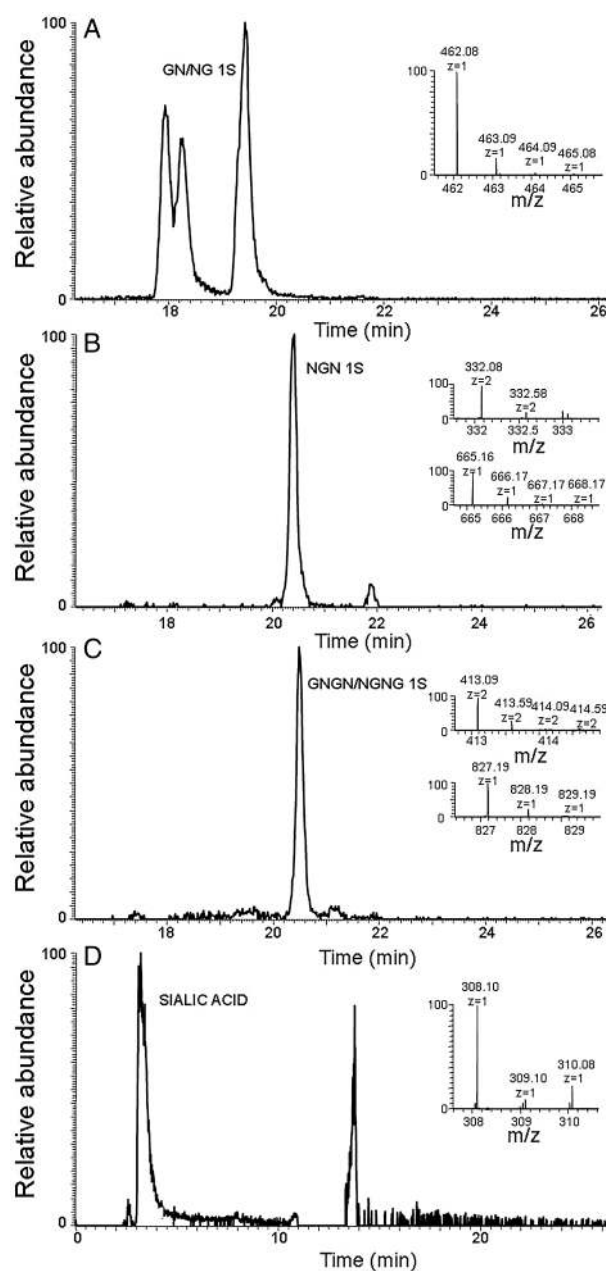 A
Relative abundance
100
0
GN/NG 1S
18 20 22 24 26
Time (min)
100
0
462.08
z=1
463.09
z=1
464.09
z=1
465.08
z=1
462 463 464 465
m/z
B
Relative abundance
100
0
NGN 1S
18 20 22 24 26
Time (min)
100
0
332.08
z=2
332.58
z=2
332 332.5 333
m/z
100
0
665.16
z=1
666.17
z=1
667.17
z=1
668.17
z=1
665 666 667 668
m/z
C
Relative abundance
100
0
GNGN/NGNG 1S
18 20 22 24 26
Time (min)
100
0
413.09
z=2
413.59
z=2
414.09
z=2
414.59
z=2
413 414
m/z
100
0
827.19
z=1
828.19
z=1
829.19
z=1
827 828 829
m/z
D
Relative abundance
100
0
SIALIC ACID
0 10 20
Time (min)
100
0
308.10
z=1
309.10
z=1
310.08
z=1
308 309 310
m/z